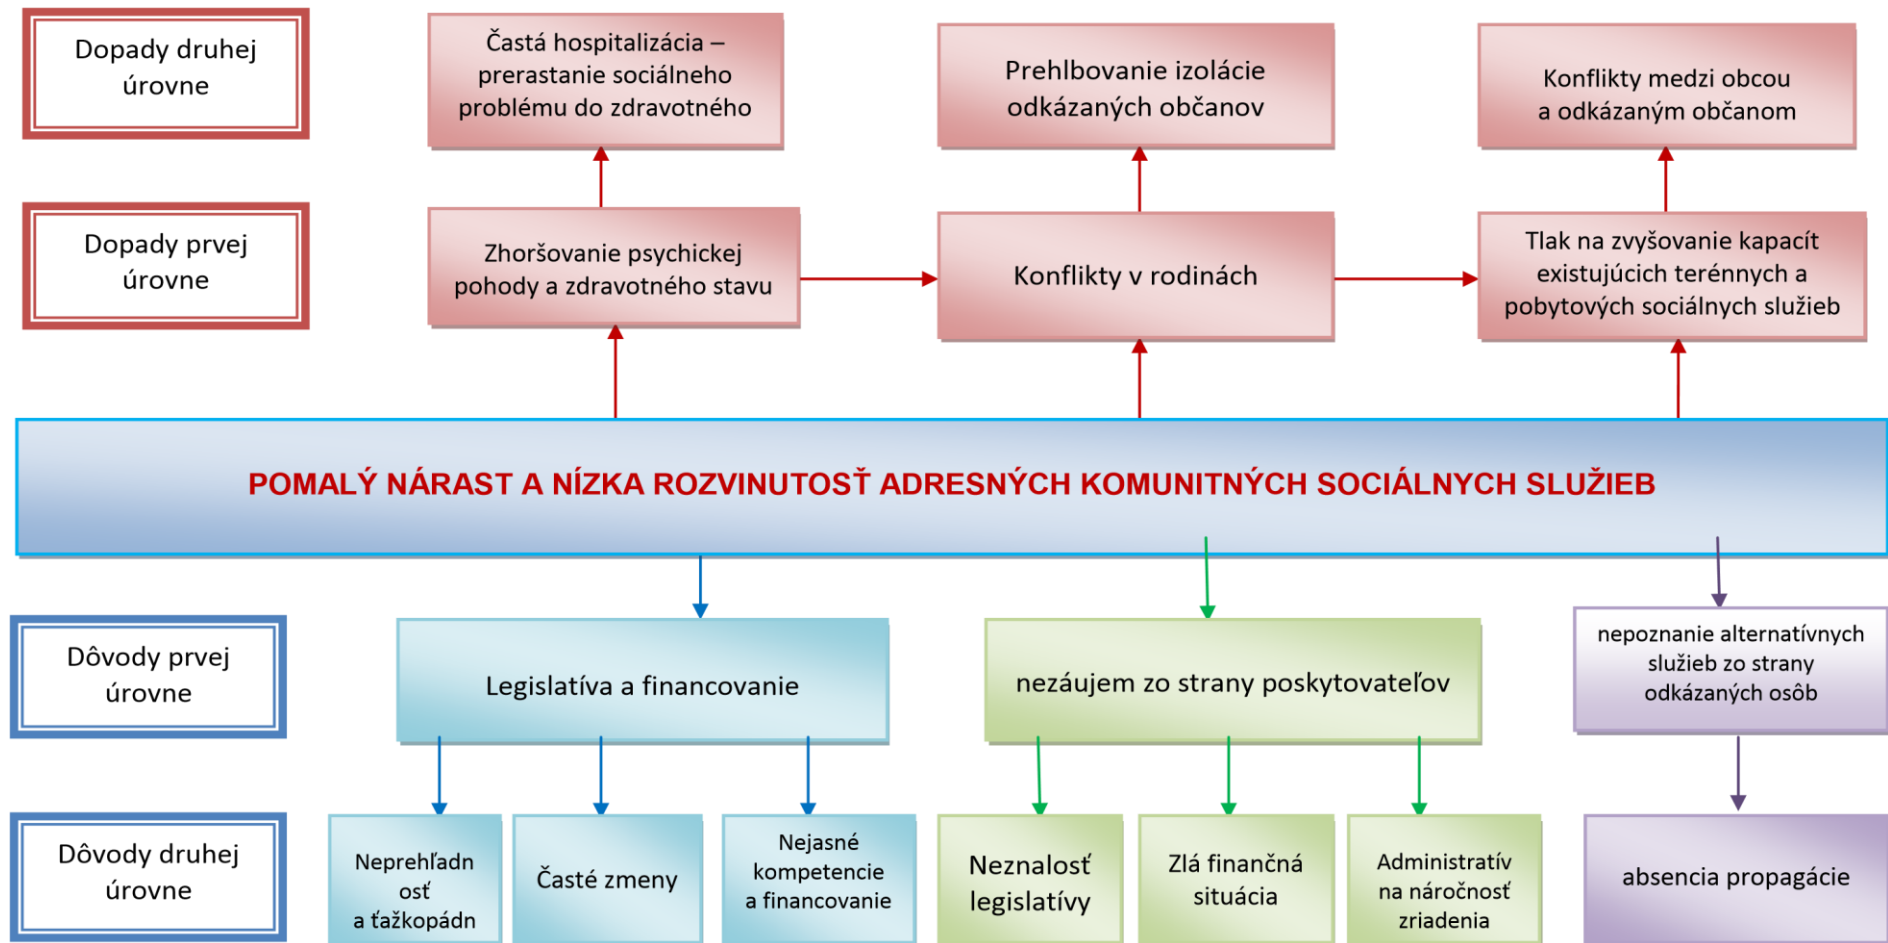 Dopady druhej
úrovne
Častá hospitalizácia –
prerastanie sociálneho
problému do zdravotného
Prehlbovanie izolácie
odkázaných občanov
Konflikty medzi obcou
a odkázaným občanom
Dopady prvej
úrovne
Zhoršovanie psychickej
pohody a zdravotného stavu
Konflikty v rodinách
Tlak na zvyšovanie kapacít
existujúcich terénnych a
pobytových sociálnych služieb
POMALÝ NÁRAST A NÍZKA ROZVINUTOSŤ ADRESNÝCH KOMUNITNÝCH SOCIÁLNYCH SLUŽIEB
Dôvody prvej
úrovne
Legislatíva a financovanie
nezáujem zo strany poskytovateľov
nepoznanie alternatívnych
služieb zo strany
odkázaných osôb
Dôvody druhej
úrovne
Neprehľadn
osť
a ťažkopádn
Časté zmeny
Nejasné
kompetencie
a financovanie
Neznalosť
legislatívy
Zlá finančná
situácia
Administratív
na náročnosť
zriadenia
absencia propagácie